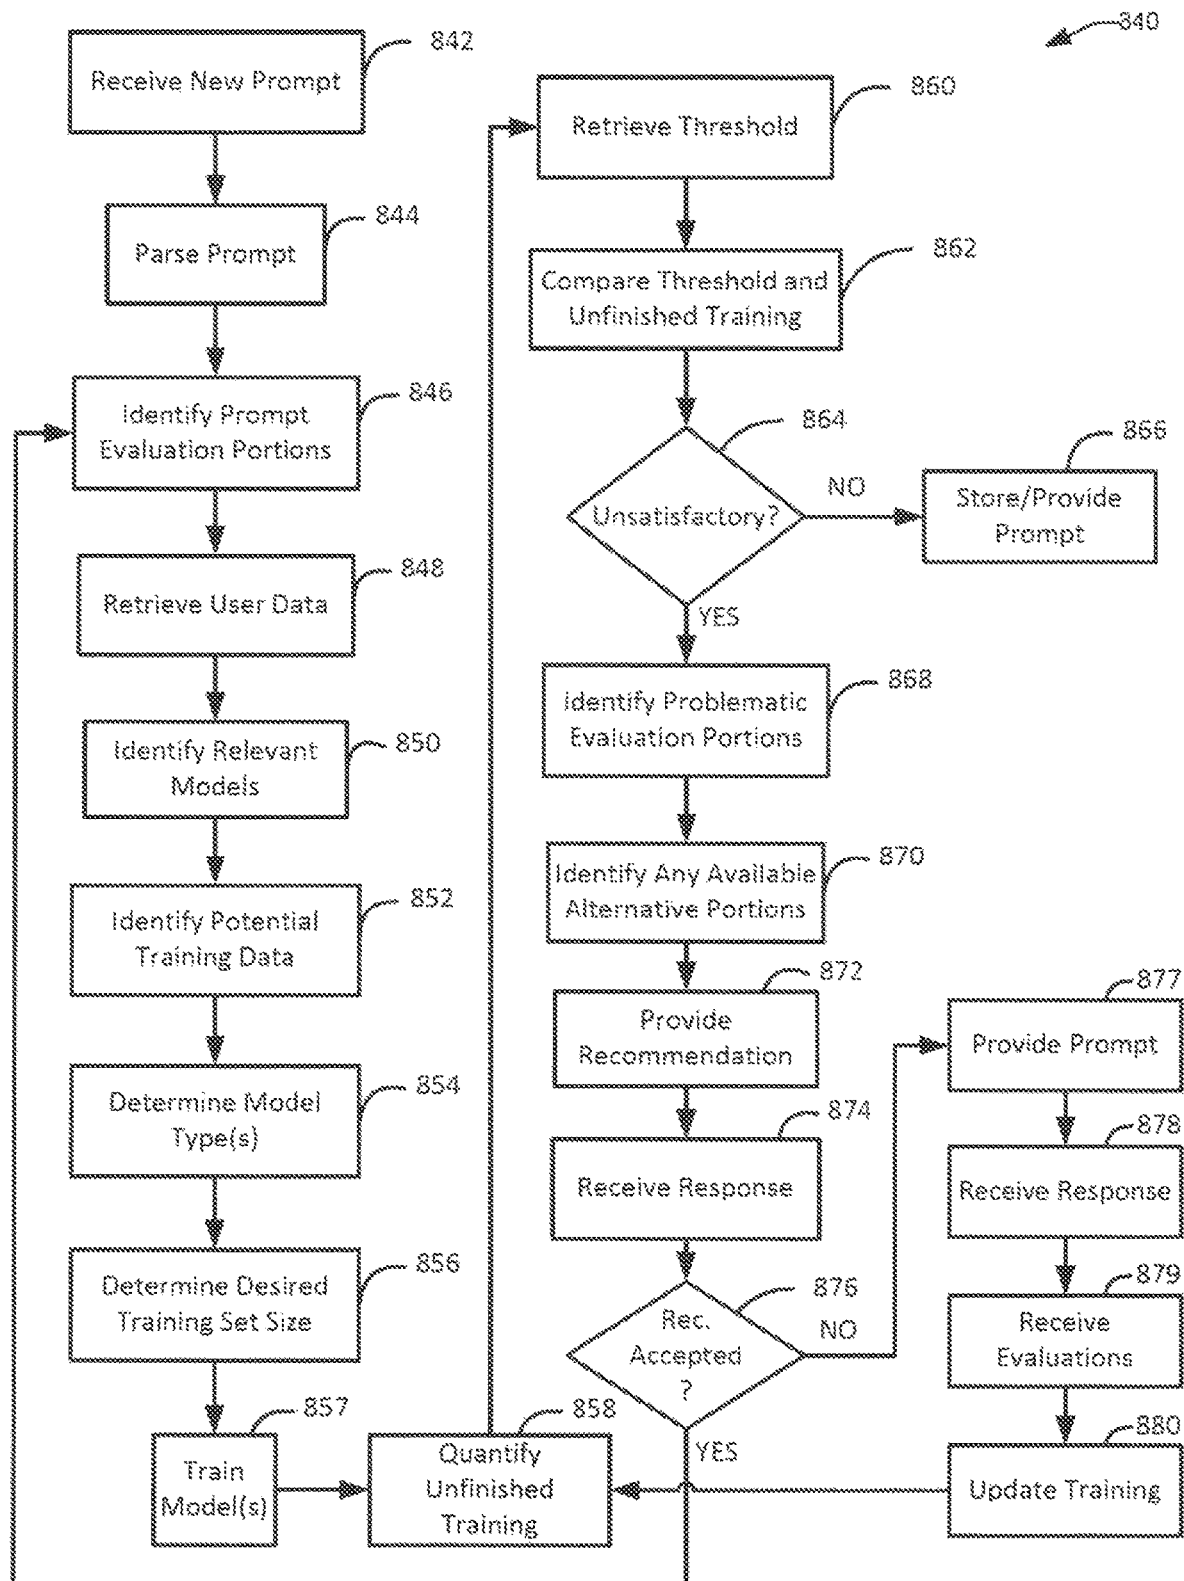 840
842
Receive New Prompt
844
Parse Prompt
846
Identify Prompt
Evaluation Portions
848
Retrieve User Data
850
Identify Relevant
Models
852
Identify Potential
Training Data
854
Determine Model
Type(s)
856
Determine Desired
Training Set Size
857
Train
Model(s)
858
Quantify
Unfinished
Training
860
Retrieve Threshold
862
Compare Threshold and
Unfinished Training
864
Unsatisfactory?
NO
866
Store/Provide
Prompt
YES
868
Identify Problematic
Evaluation Portions
870
Identify Any Available
Alternative Portions
872
Provide
Recommendation
874
Receive Response
876
Rec.
Accepted
?
NO
YES
877
Provide Prompt
878
Receive Response
879
Receive
Evaluations
880
Update Training